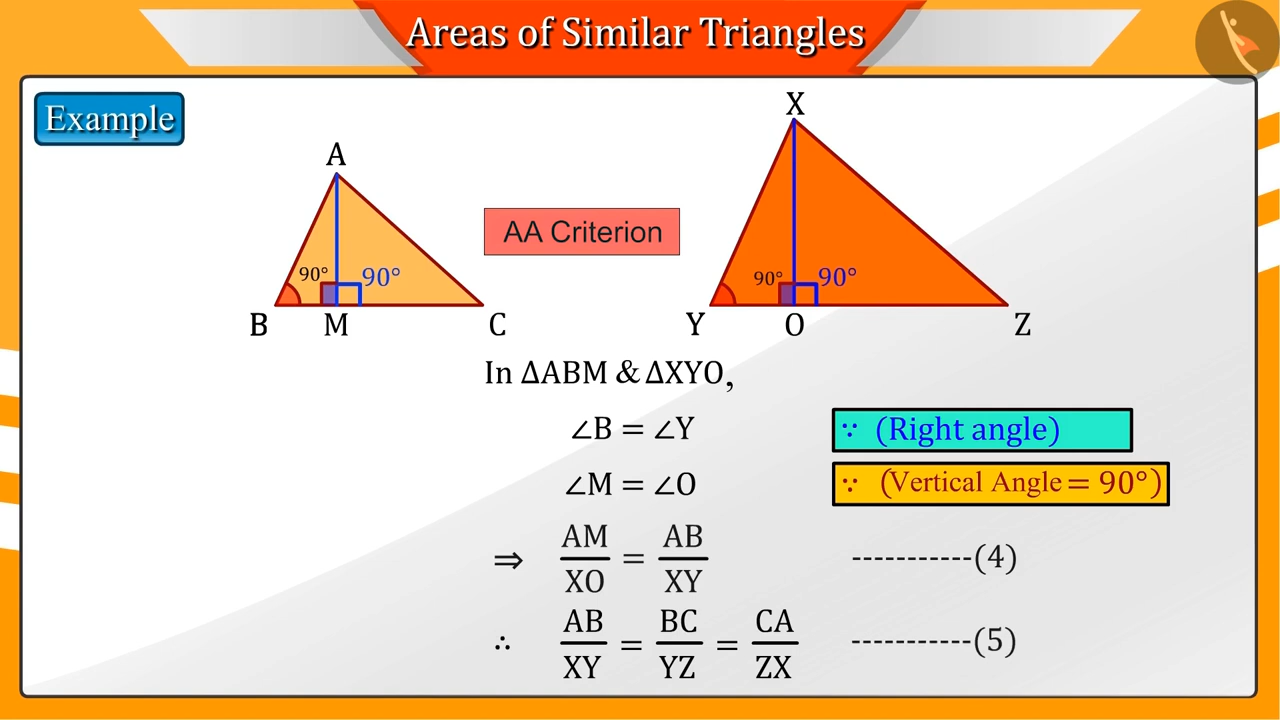 Areas of Similar Triangles
Example
X
A
AA Criterion
90° 90°
90° 90°
B M C
Y O Z
In ΔABM & ΔXYO,
∠B = ∠Y ∵ (Right angle)
∠M = ∠O ∵ (Vertical Angle = 90°)
⇒ AM/XO = AB/XY -----------(4)
∴ AB/XY = BC/YZ = CA/ZX -----------(5)